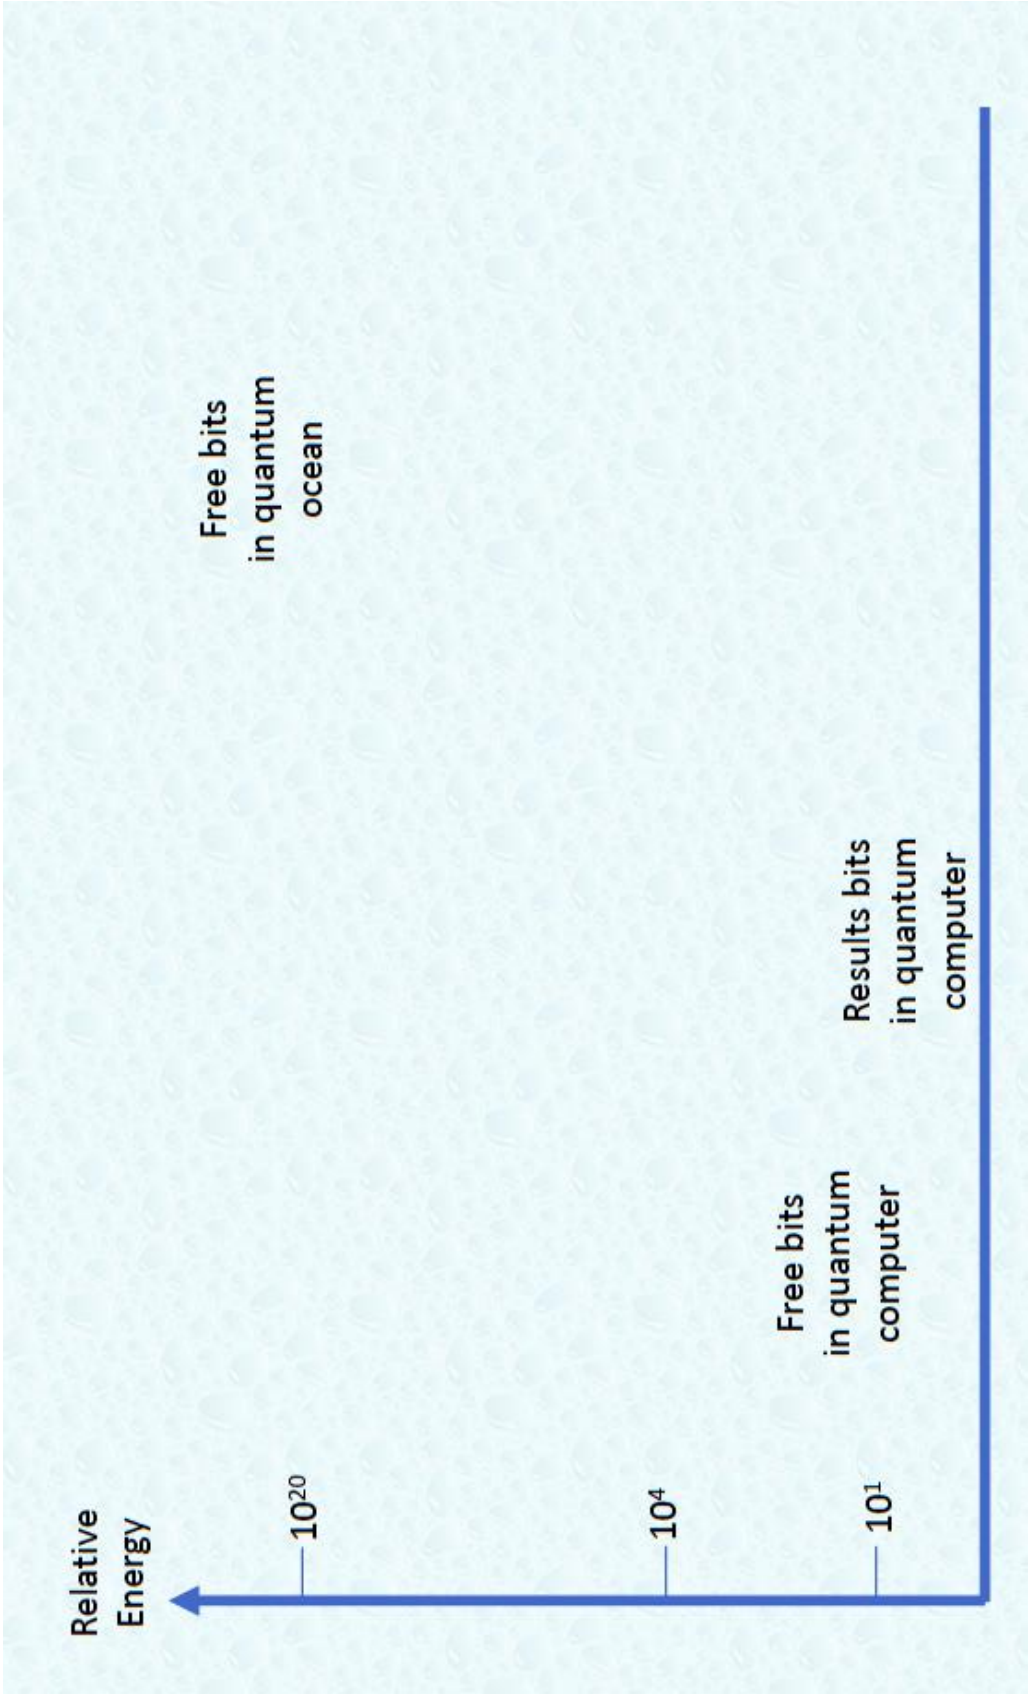 Relative
Energy
10²⁰
10⁴
10¹
Free bits
in quantum
computer
Results bits
in quantum
computer
Free bits
in quantum
ocean